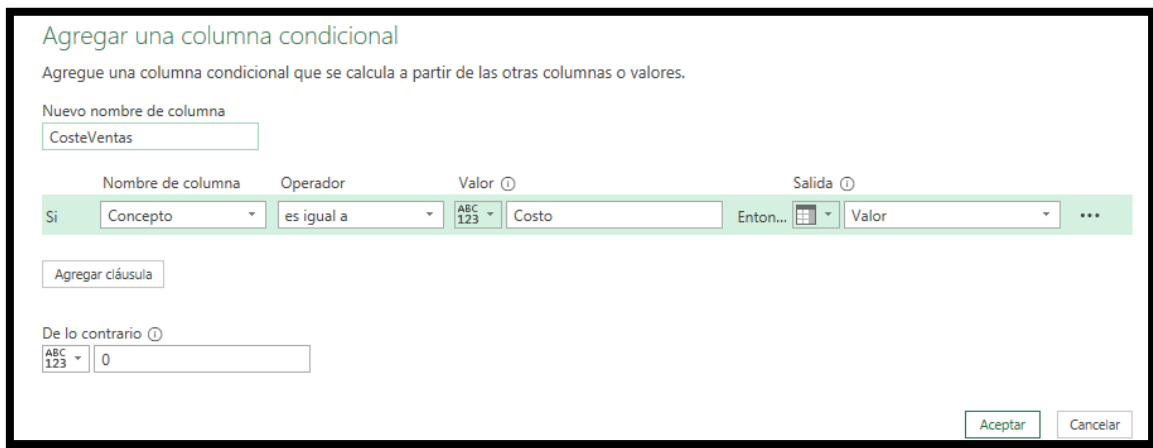 Agregar una columna condicional
Agregue una columna condicional que se calcula a partir de las otras columnas o valores.
Nuevo nombre de columna
CosteVentas
Nombre de columna Operador Valor Salida
Si Concepto es igual a ABC 123 Costo Enton... Valor ...
Agregar cláusula
De lo contrario
ABC 123 0
Aceptar Cancelar